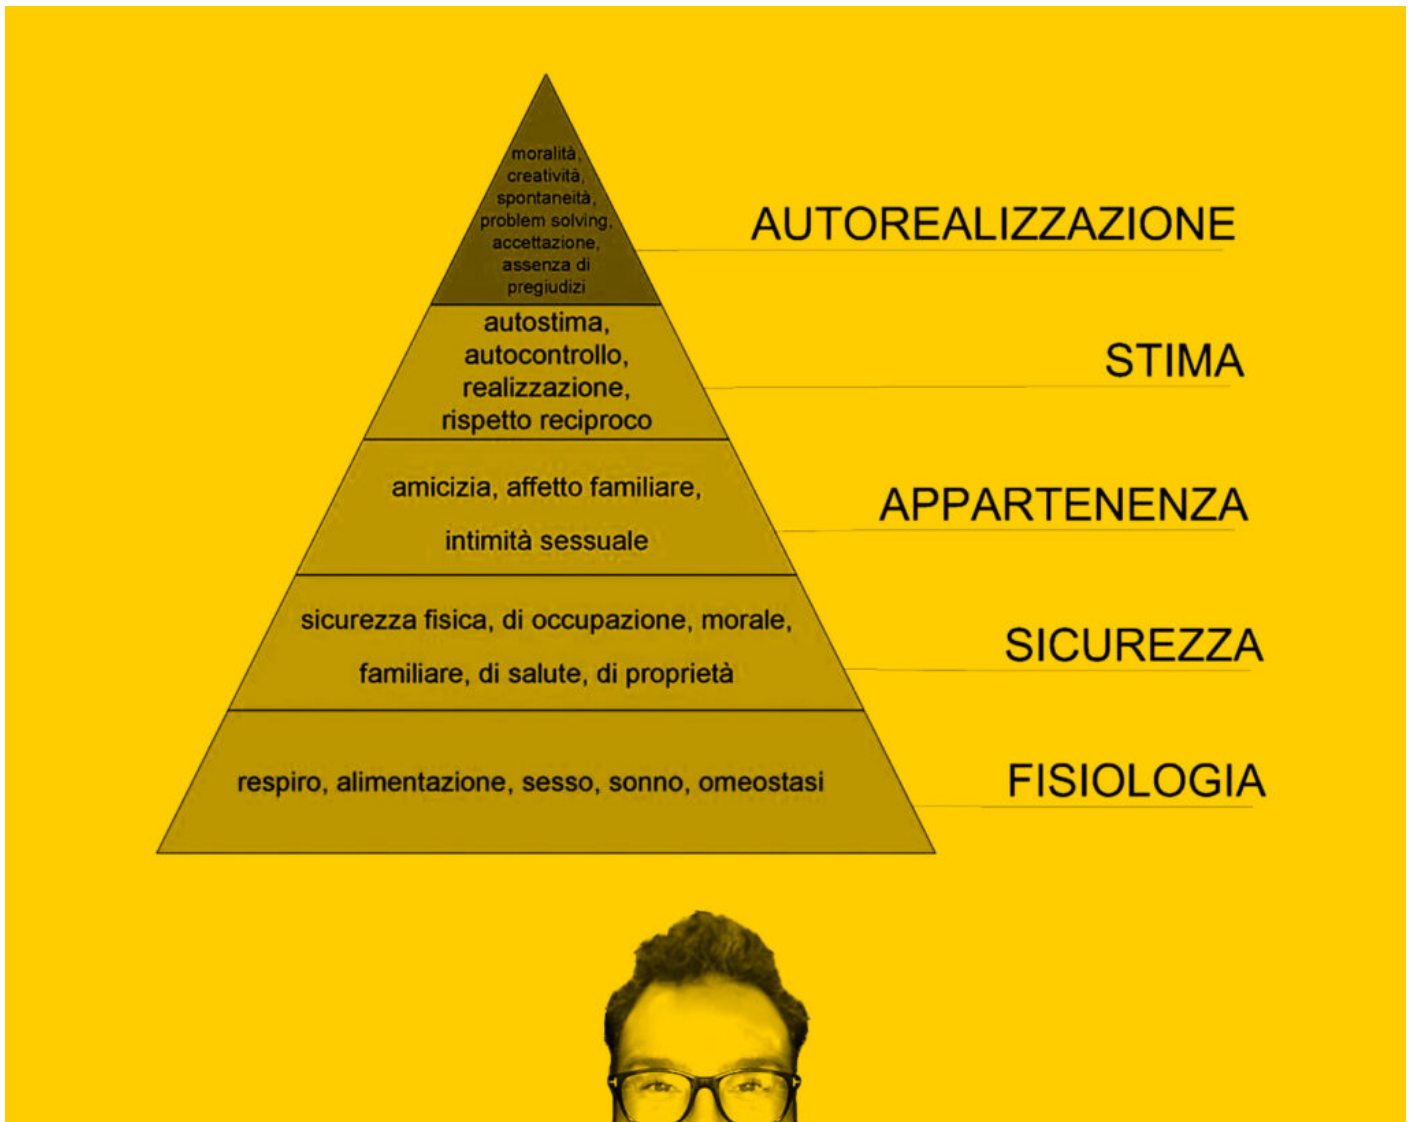 moralità,
creatività,
spontaneità,
problem solving,
accettazione,
assenza di
pregiudizi
AUTOREALIZZAZIONE
autostima,
autocontrollo,
realizzazione,
rispetto reciproco
STIMA
amicizia, affetto familiare,
intimità sessuale
APPARTENENZA
sicurezza fisica, di occupazione, morale,
familiare, di salute, di proprietà
SICUREZZA
respiro, alimentazione, sesso, sonno, omeostasi
FISIOLOGIA